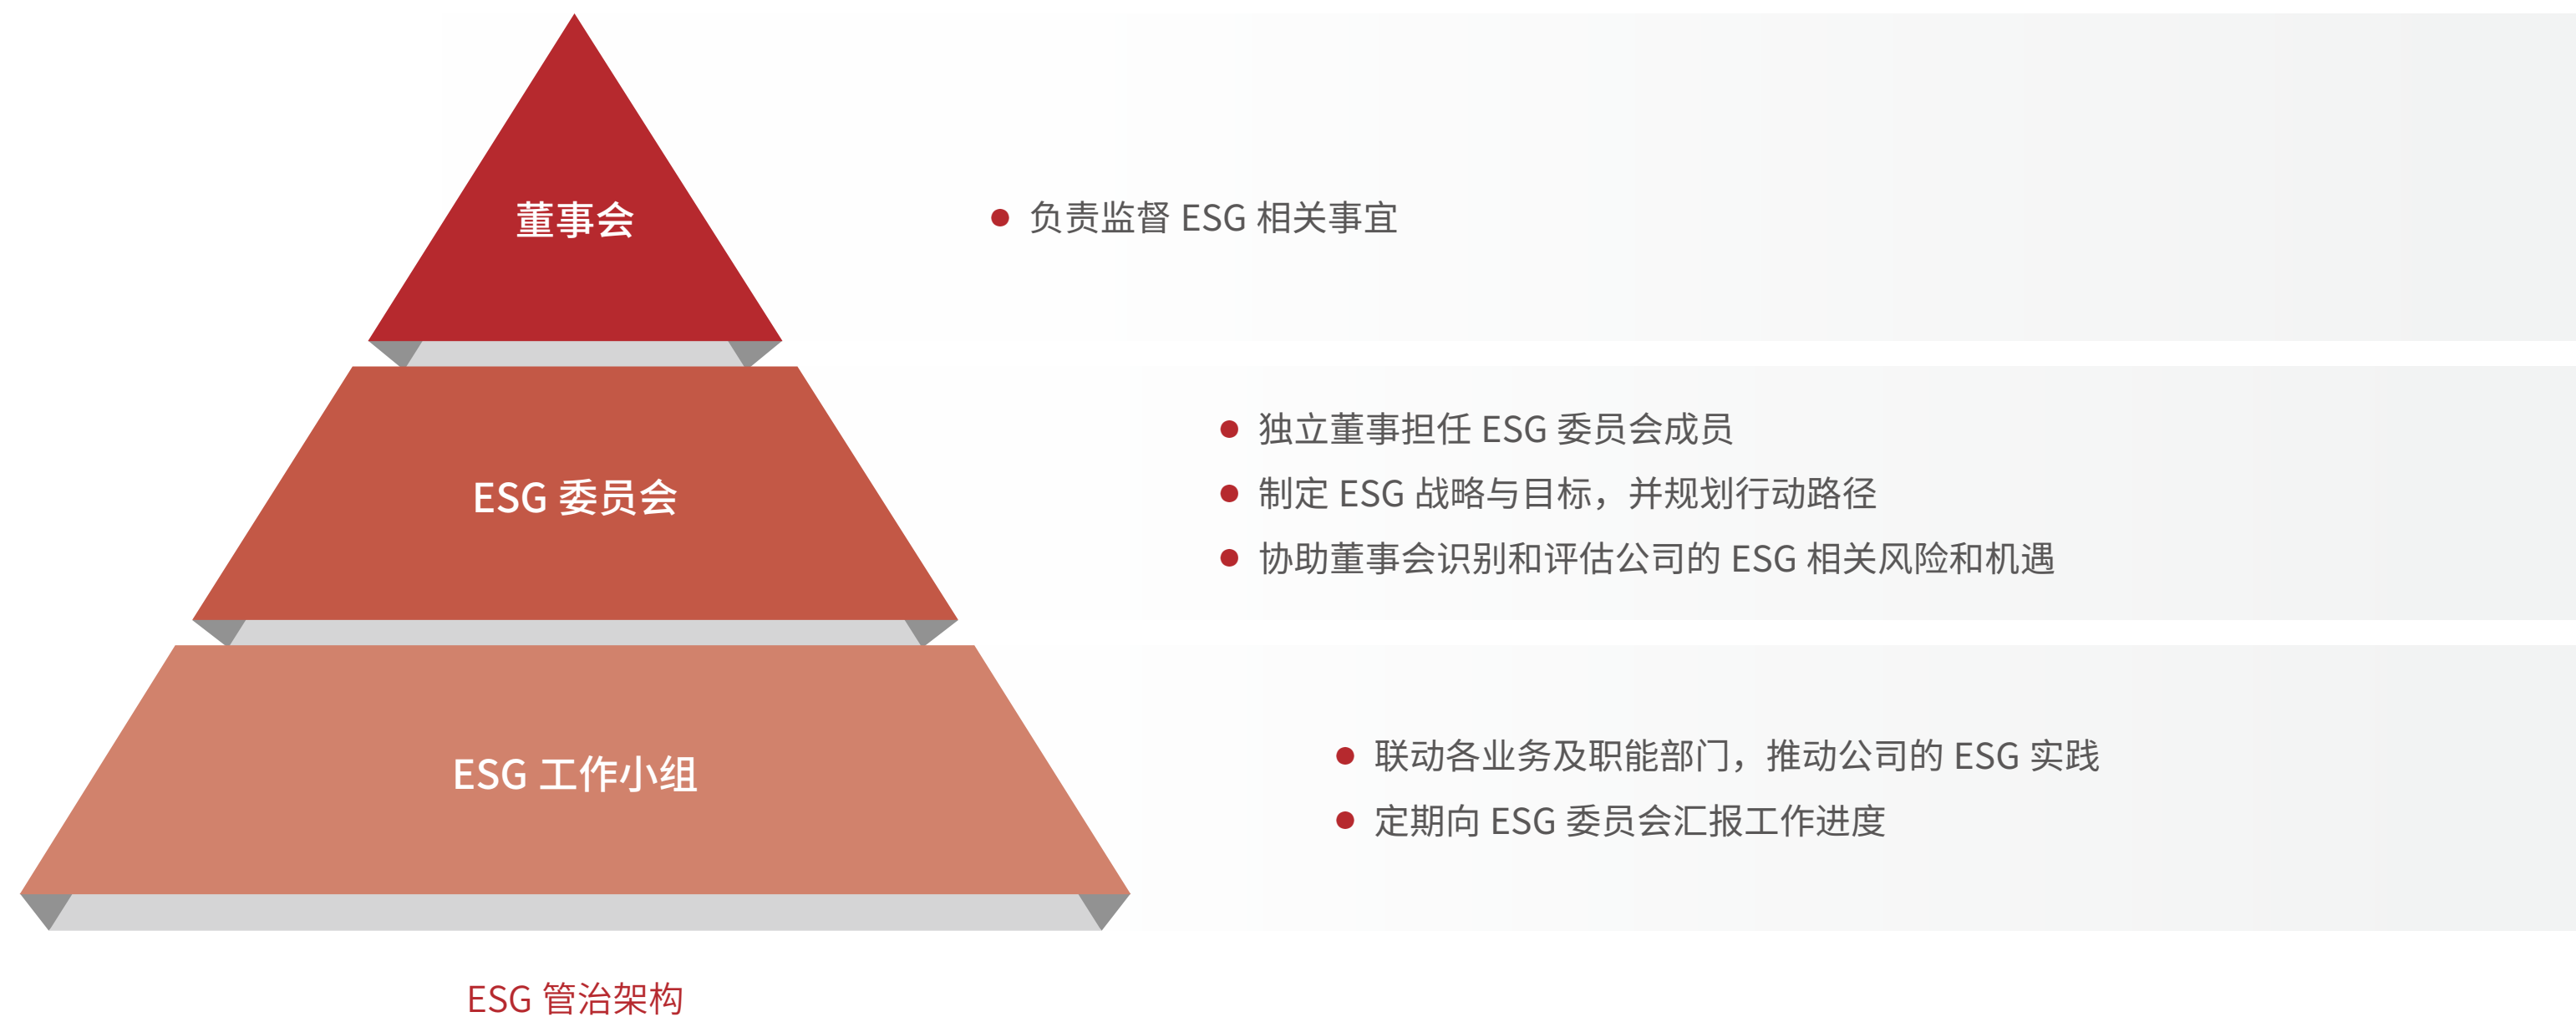 董事会
● 负责监督 ESG 相关事宜
ESG 委员会
● 独立董事担任 ESG 委员会成员
● 制定 ESG 战略与目标，并规划行动路径
● 协助董事会识别和评估公司的 ESG 相关风险和机遇
ESG 工作小组
● 联动各业务及职能部门，推动公司的 ESG 实践
● 定期向 ESG 委员会汇报工作进度
ESG 管治架构